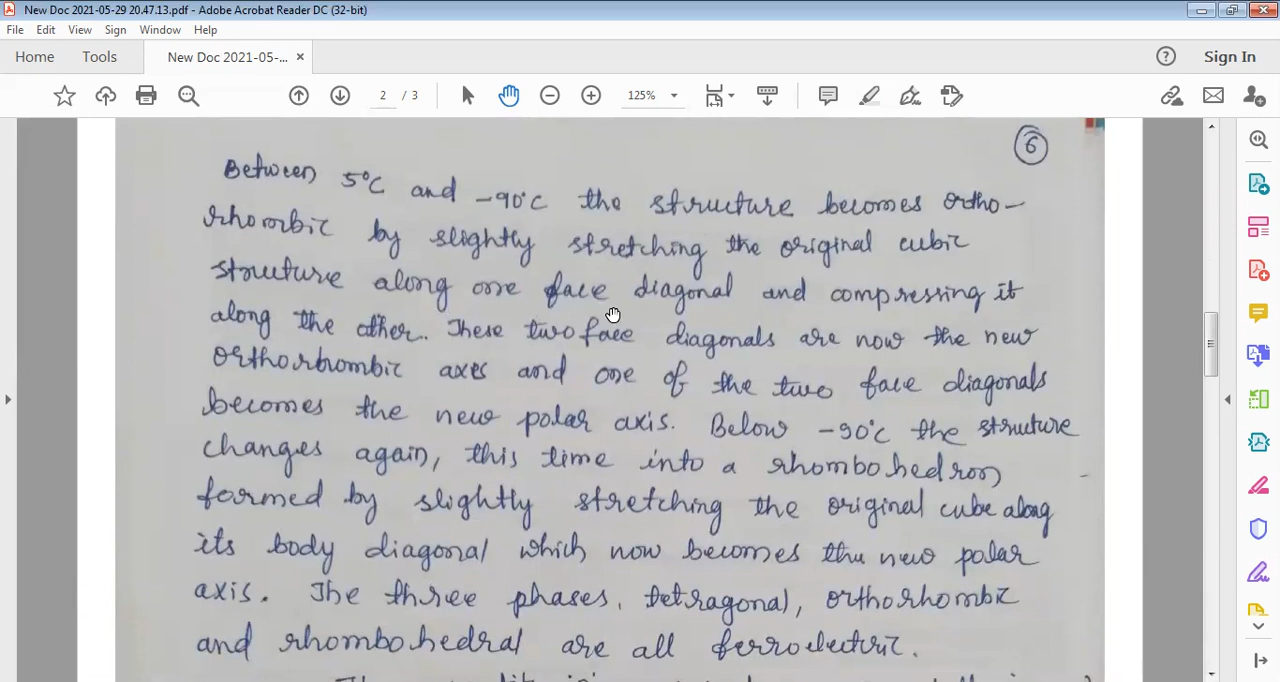 New Doc 2021-05-29 20.47.13.pdf - Adobe Acrobat Reader DC (32-bit)
File Edit View Sign Window Help
Home Tools New Doc 2021-05-... × Sign In
2 / 3 125%
6
Between 5°C and -90°C the structure becomes ortho-
rhombic by slightly stretching the original cubic
structure along one face diagonal and compressing it
along the other. These two face diagonals are now the new
orthorhombic axes and one of the two face diagonals
becomes the new polar axis. Below -90°C the struture
changes again, this time into a rhombohedron
formed by slightly stretching the original cube along
its body diagonal which now becomes the new polar
axis. The three phases, tetragonal, orthorhombic
and rhombohedral are all ferroelectric.